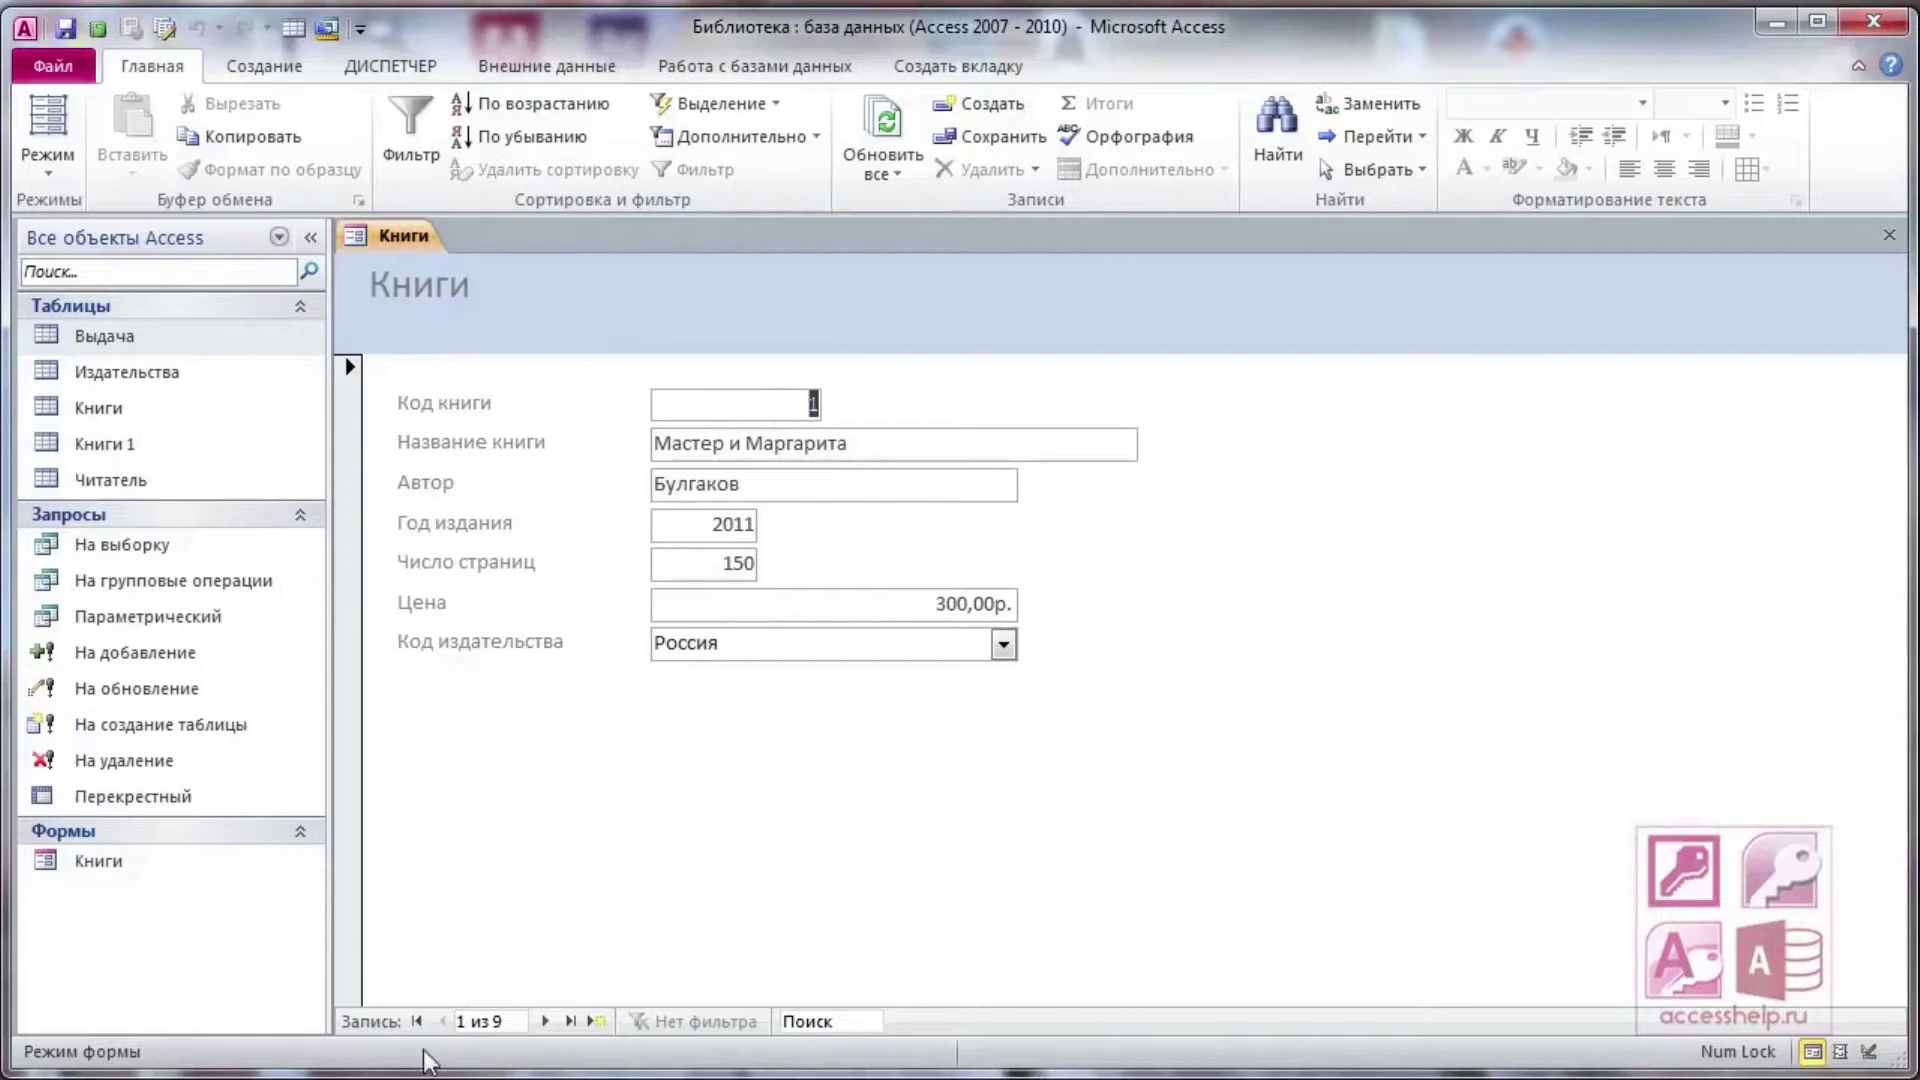 Библиотека : база данных (Access 2007 - 2010) - Microsoft Access
Файл Главная Создание ДИСПЕТЧЕР Внешние данные Работа с базами данных Создать вкладку
Режим
Режимы
Вставить
Вырезать
Копировать
Формат по образцу
Буфер обмена
Фильтр
По возрастанию
По убыванию
Удалить сортировку
Выделение
Дополнительно
Фильтр
Сортировка и фильтр
Обновить
все
Создать
Сохранить
Удалить
Итоги
Орфография
Дополнительно
Записи
Найти
Заменить
Перейти
Выбрать
Найти
Ж К Ч
Форматирование текста
Все объекты Access
Поиск...
Таблицы
Выдача
Издательства
Книги
Книги 1
Читатель
Запросы
На выборку
На групповые операции
Параметрический
На добавление
На обновление
На создание таблицы
На удаление
Перекрестный
Формы
Книги
Книги
Книги
Код книги 1
Название книги Мастер и Маргарита
Автор Булгаков
Год издания 2011
Число страниц 150
Цена 300,00р.
Код издательства Россия
accesshelp.ru
Запись: 1 из 9 Нет фильтра Поиск
Режим формы Num Lock